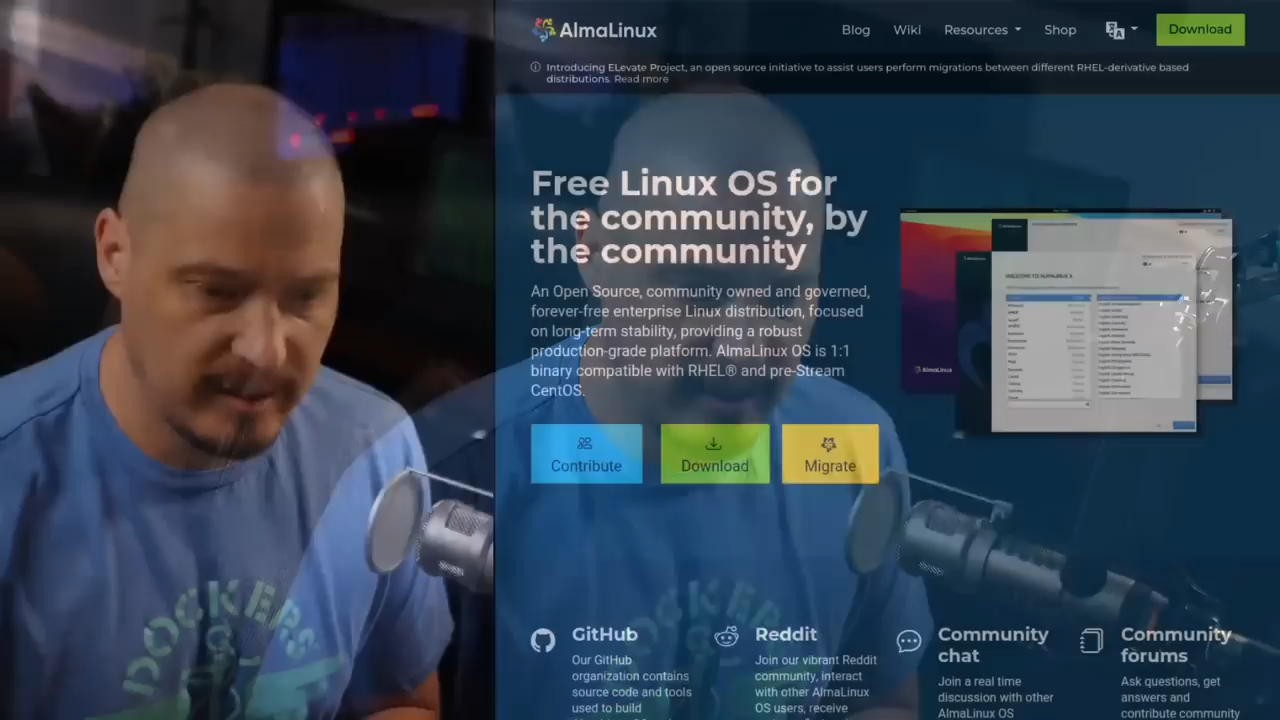 AlmaLinux
Blog
Wiki
Resources
Shop
Download
Introducing ELevate Project, an open source initiative to assist users perform migrations between different RHEL-derivative based
distributions. Read more
Free Linux OS for
the community, by
the community
An Open Source, community owned and governed,
forever-free enterprise Linux distribution, focused
on long-term stability, providing a robust
production-grade platform. AlmaLinux OS is 1:1
binary compatible with RHEL® and pre-Stream
CentOS.
Contribute
Download
Migrate
AlmaLinux
DOCKERS
GitHub
Our GitHub
organization contains
source code and tools
used to build
Reddit
Join our vibrant Reddit
community, interact
with other AlmaLinux
OS users, receive
Community
chat
Join a real time
discussion with other
AlmaLinux OS
Community
forums
Ask questions, get
answers and
contribute community